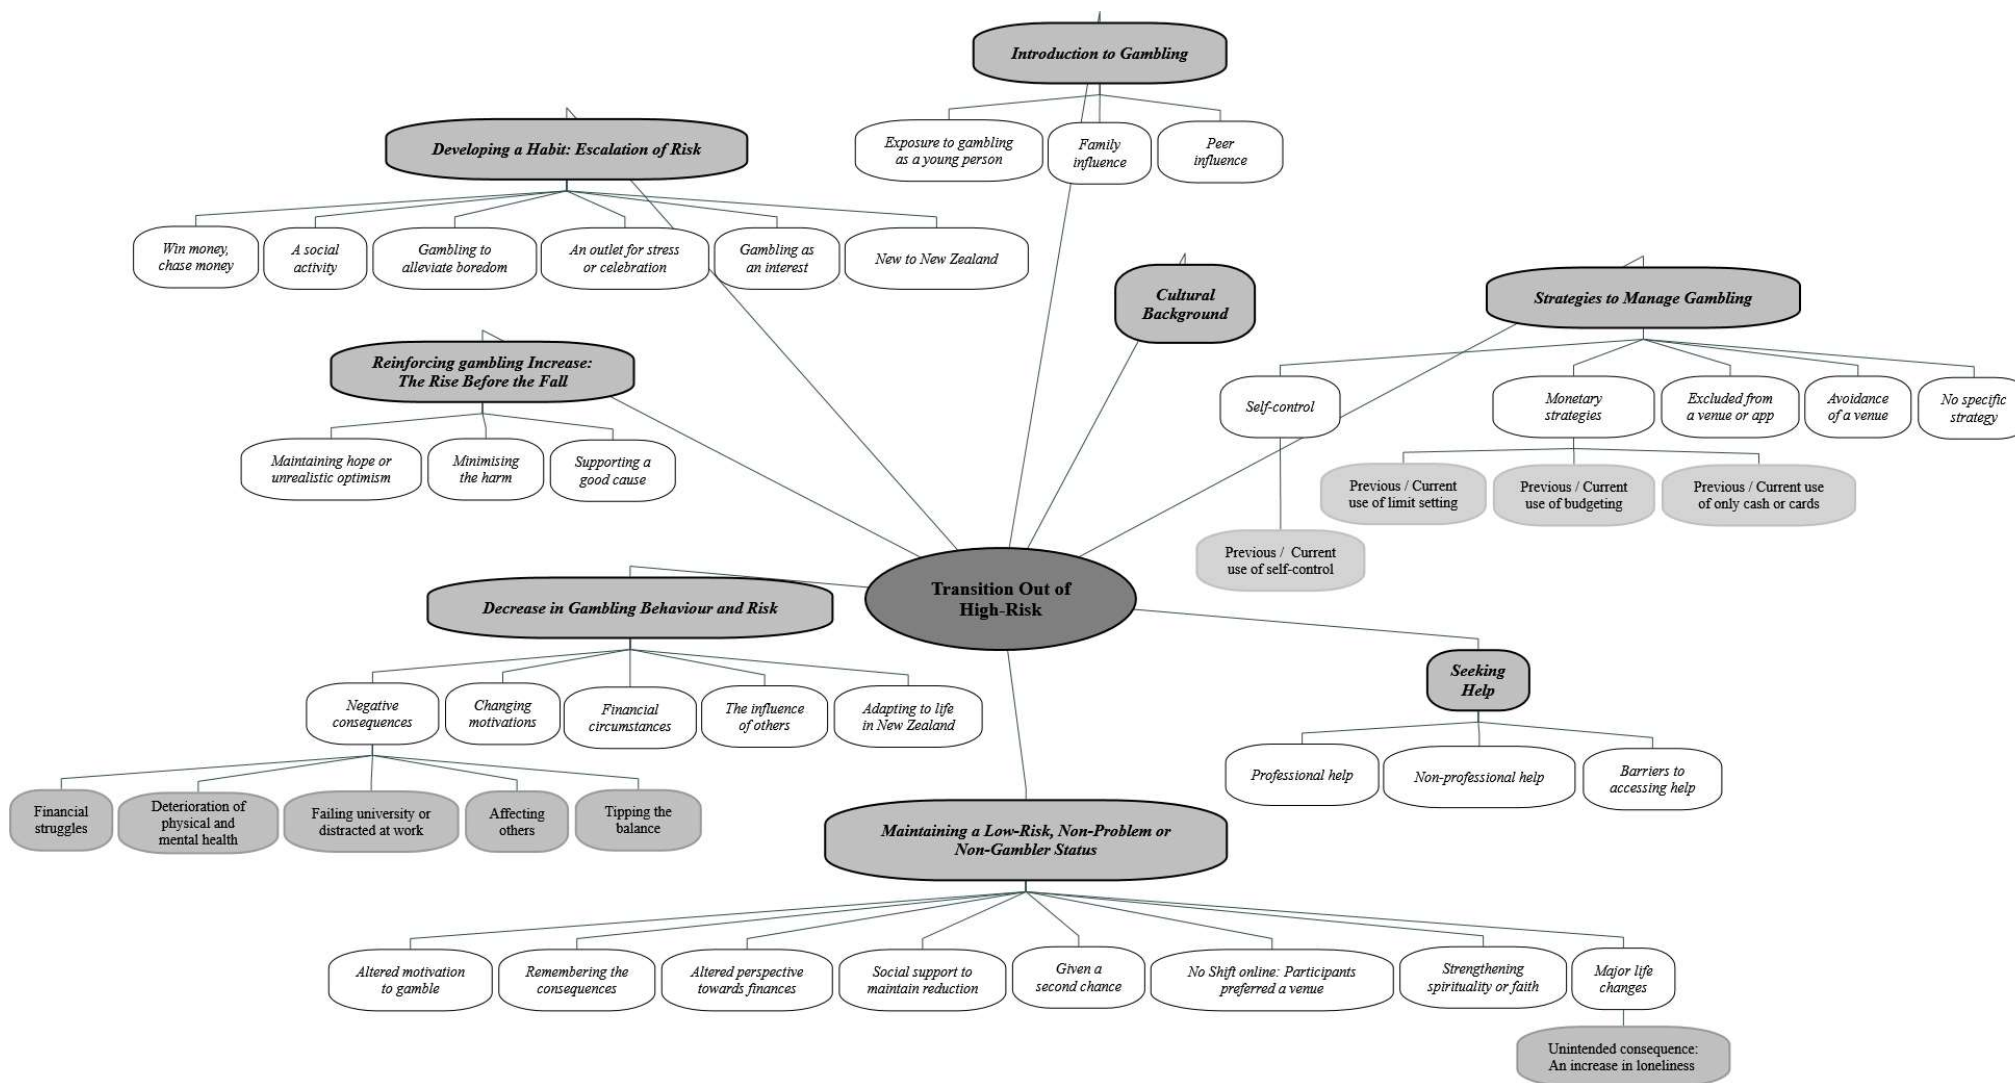 Introduction to Gambling
Exposure to gambling
as a young person
Family
influence
Peer
influence
Developing a Habit: Escalation of Risk
Win money,
chase money
A social
activity
Gambling to
alleviate boredom
An outlet for stress
or celebration
Gambling as
an interest
New to New Zealand
Cultural
Background
Strategies to Manage Gambling
Self-control
Monetary
strategies
Excluded from
a venue or app
Avoidance
of a venue
No specific
strategy
Previous / Current
use of limit setting
Previous / Current
use of budgeting
Previous / Current use
of only cash or cards
Previous /  Current
use of self-control
Reinforcing gambling Increase:
The Rise Before the Fall
Maintaining hope or
unrealistic optimism
Minimising
the harm
Supporting a
good cause
Transition Out of
High-Risk
Decrease in Gambling Behaviour and Risk
Negative
consequences
Changing
motivations
Financial
circumstances
The influence
of others
Adapting to life
in New Zealand
Financial
struggles
Deterioration of
physical and
mental health
Failing university or
distracted at work
Affecting
others
Tipping the
balance
Seeking
Help
Professional help
Non-professional help
Barriers to
accessing help
Maintaining a Low-Risk, Non-Problem or
Non-Gambler Status
Altered motivation
to gamble
Remembering the
consequences
Altered perspective
towards finances
Social support to
maintain reduction
Given a
second chance
No Shift online: Participants
preferred a venue
Strengthening
spirituality or faith
Major life
changes
Unintended consequence:
An increase in loneliness